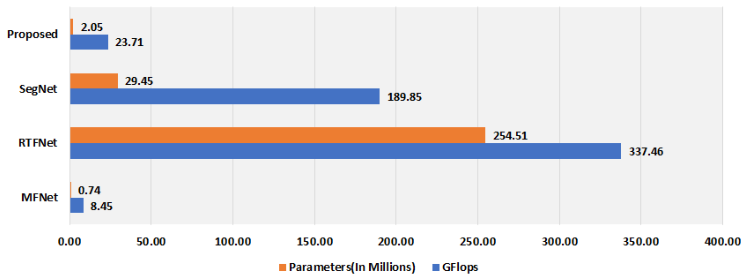 Proposed
2.05
23.71
SegNet
29.45
189.85
RTFNet
254.51
337.46
MFNet
0.74
8.45
0.00 50.00 100.00 150.00 200.00 250.00 300.00 350.00 400.00
Parameters(In Millions) GFlops